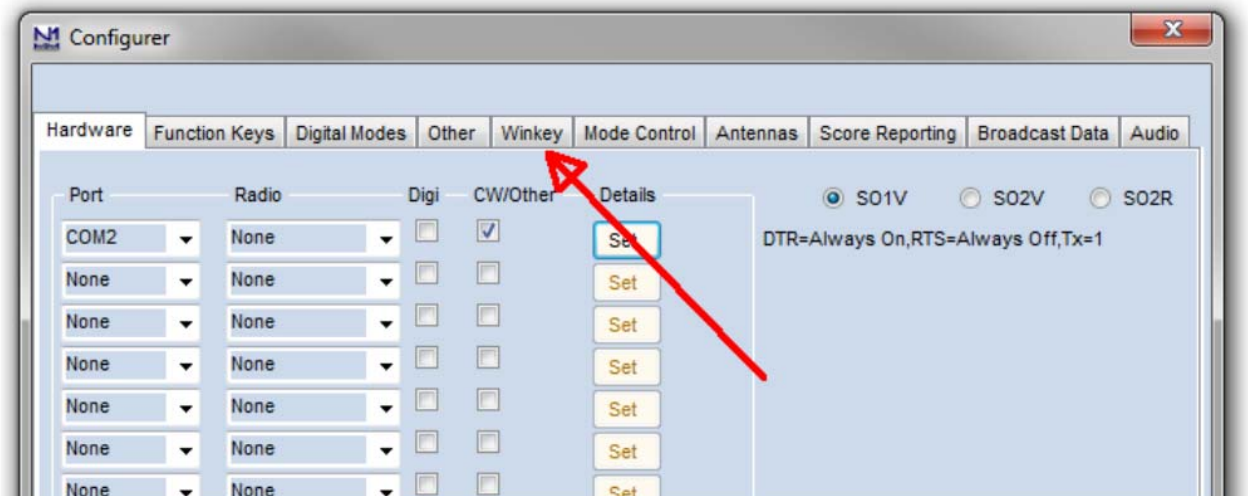 N1 Configurer
Hardware Function Keys Digital Modes Other Winkey Mode Control Antennas Score Reporting Broadcast Data Audio
Port Radio Digi CW/Other Details SO1V SO2V SO2R
COM2 None Set DTR=Always On,RTS=Always Off,Tx=1
None None Set
None None Set
None None Set
None None Set
None None Set
None None Set